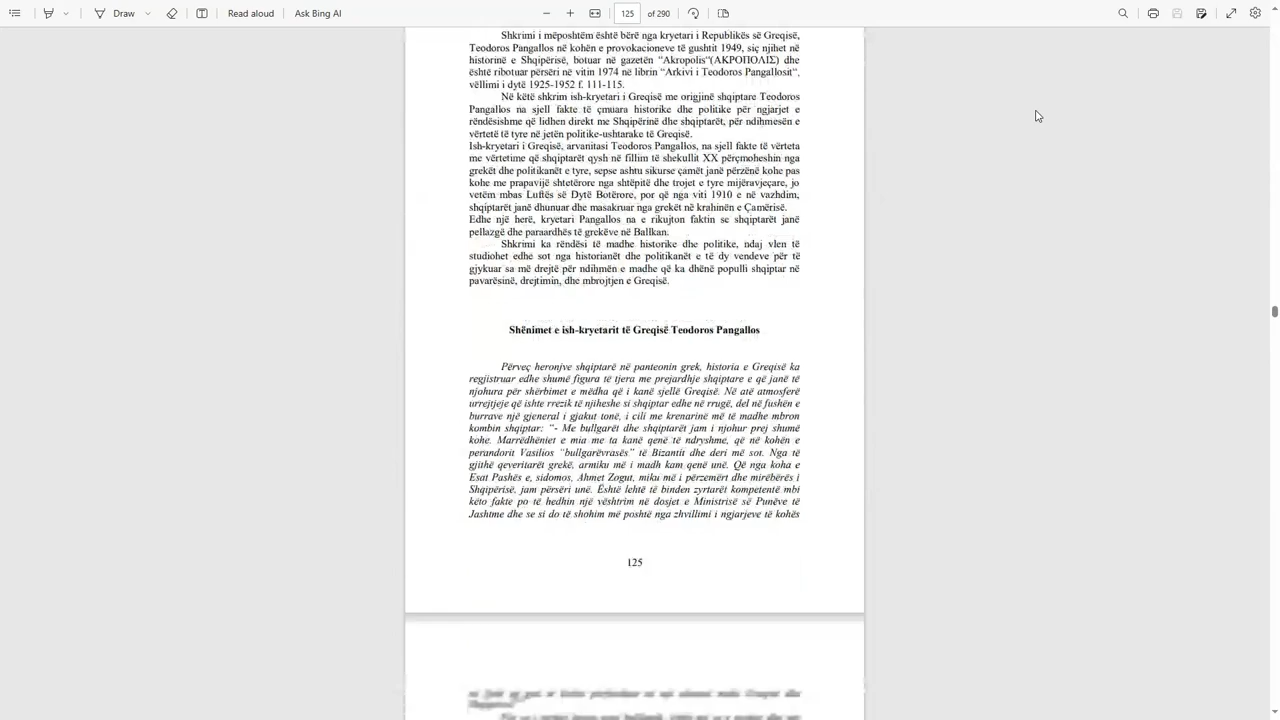 Draw
Read aloud
Ask Bing AI
125
of 290
Shkrimi i mëposhtëm është bërë nga kryetari i Republikës së Greqisë,
Teodoros Pangallos në kohën e provokacioneve të gushtit 1949, siç njihet në
historinë e Shqipërisë, botuar në gazetën "Akropolis"(ΑΚΡΟΠΟΛΙΣ) dhe
është ribotuar përsëri në vitin 1974 në librin "Arkivi i Teodoros Pangallosit",
vëllimi i dytë 1925-1952 f. 111-115.
Në këtë shkrim ish-kryetari i Greqisë me origjinë shqiptare Teodoros
Pangallos na sjell fakte të çmuara historike dhe politike për ngjarjet e
rëndësishme që lidhen direkt me Shqipërinë dhe shqiptarët, për ndihmesën e
vërtetë të tyre në jetën politike-ushtarake të Greqisë.
Ish-kryetari i Greqisë, arvanitasi Teodoros Pangallos, na sjell fakte të vërteta
me vërtetime që shqiptarët qysh në fillim të shekullit XX përçmoheshin nga
grekët dhe politikanët e tyre, sepse ashtu sikurse çamët janë përzënë kohe pas
kohe me prapavijë shtetërore nga shtëpitë dhe trojet e tyre mijëravjeçare, jo
vetëm mbas Luftës së Dytë Botërore, por që nga viti 1910 e në vazhdim,
shqiptarët janë dhunuar dhe masakruar nga grekët në krahinën e Çamërisë.
Edhe një herë, kryetari Pangallos na e rikujton faktin se shqiptarët janë
pellazgë dhe paraardhës të grekëve në Ballkan.
Shkrimi ka rëndësi të madhe historike dhe politike, ndaj vlen të
studiohet edhe sot nga historianët dhe politikanët e të dy vendeve për të
gjykuar sa më drejtë për ndihmën e madhe që ka dhënë populli shqiptar në
pavarësinë, drejtimin, dhe mbrojtjen e Greqisë.
Shënimet e ish-kryetarit të Greqisë Teodoros Pangallos
Përveç heronjve shqiptarë në panteonin grek, historia e Greqisë ka
regjistruar edhe shumë figura të tjera me prejardhje shqiptare e që janë të
njohura për shërbimet e mëdha që i kanë sjellë Greqisë. Në atë atmosferë
urrejtjeje që ishte rrezik të njiheshe si shqiptar edhe në rrugë, del në fushën e
burrave një gjeneral i gjakut tonë, i cili me krenarinë më të madhe mbron
kombin shqiptar: "- Me bullgarët dhe shqiptarët jam i njohur prej shumë
kohe. Marrëdhëniet e mia me ta kanë qenë të ndryshme, që në kohën e
perandorit Vasilios "bullgarëvrasës" të Bizantit dhe deri më sot. Nga të
gjithë qeveritarët grekë, armiku më i madh kam qenë unë. Që nga koha e
Esat Pashës e, sidomos, Ahmet Zogut, miku më i përzemërt dhe mirëbërës i
Shqipërisë, jam përsëri unë. Është lehtë të binden zyrtarët kompetentë mbi
këto fakte po të hedhin një vështrim në dosjet e Ministrisë së Punëve të
Jashtme dhe se si do të shohim më poshtë nga zhvillimi i ngjarjeve të kohës
125